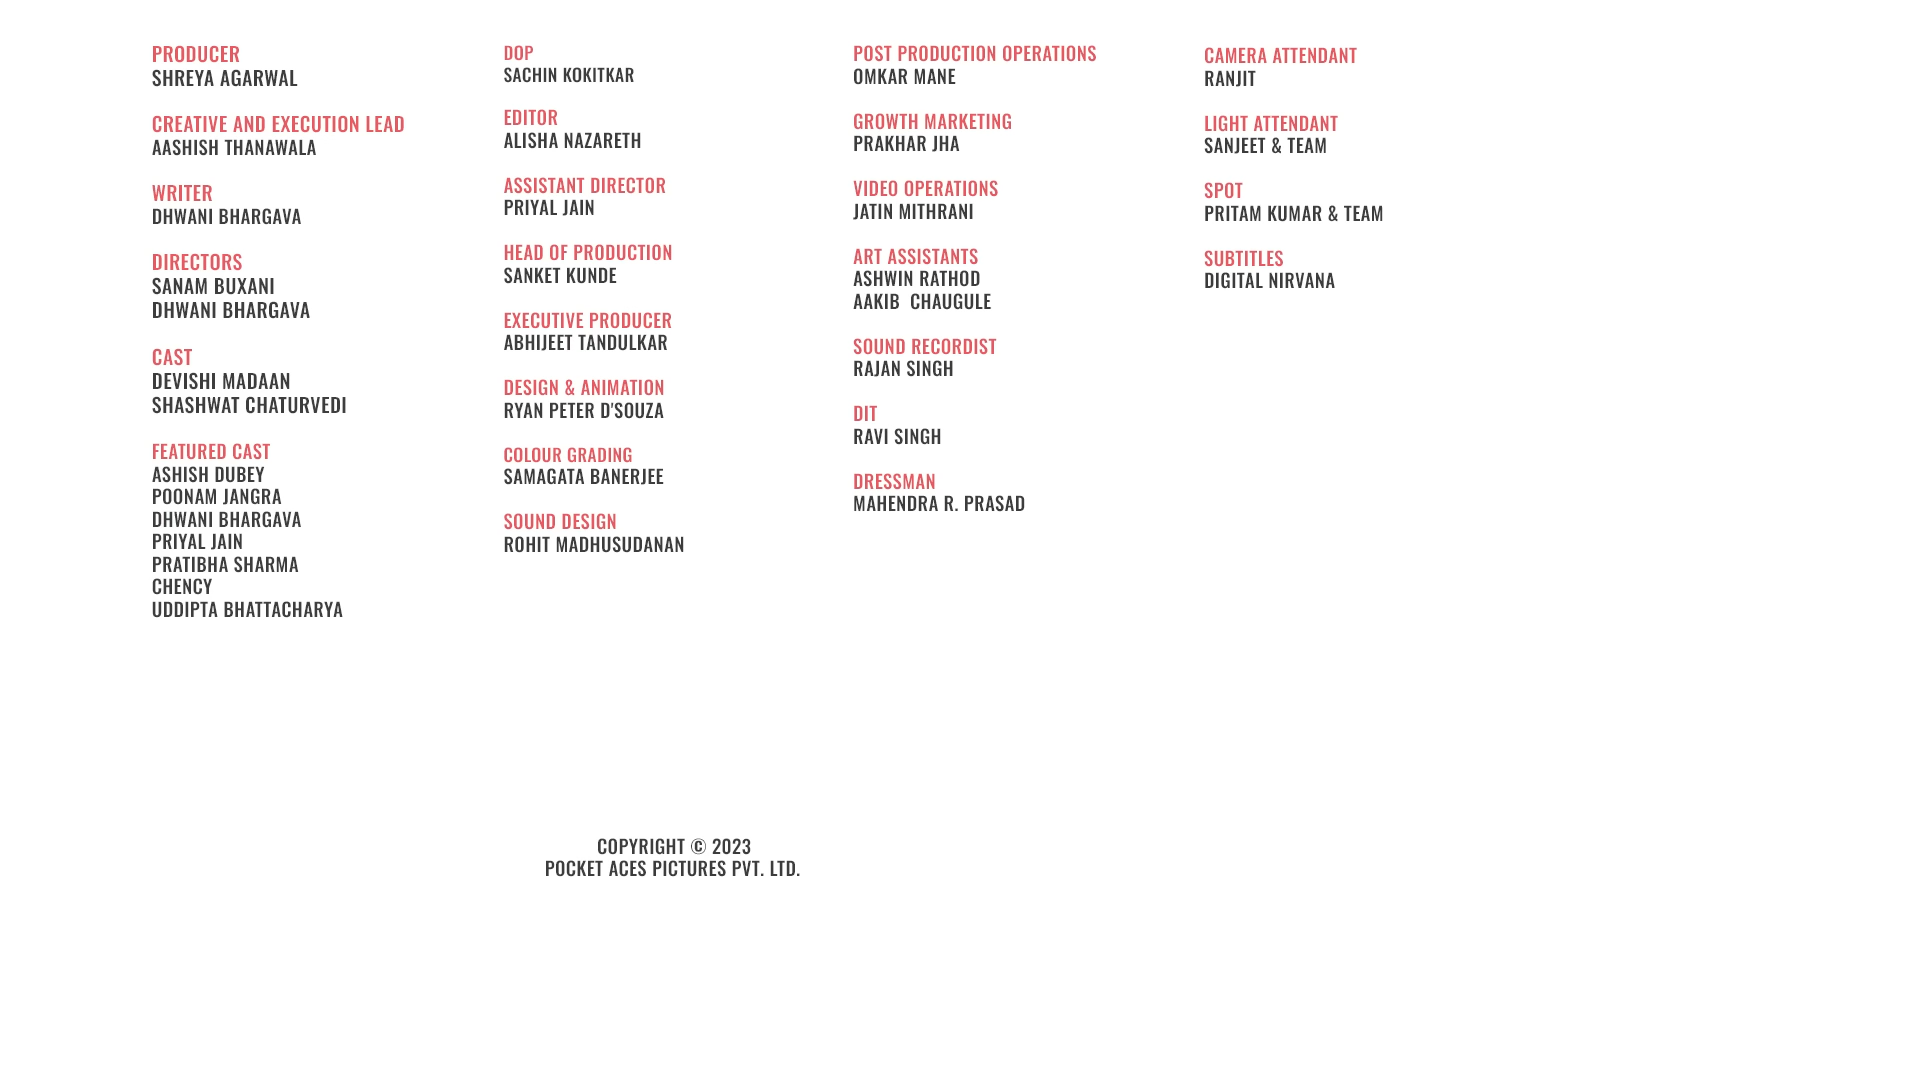 PRODUCER
SHREYA AGARWAL
CREATIVE AND EXECUTION LEAD
AASHISH THANAWALA
WRITER
DHWANI BHARGAVA
DIRECTORS
SANAM BUXANI
DHWANI BHARGAVA
CAST
DEVISHI MADAAN
SHASHWAT CHATURVEDI
FEATURED CAST
ASHISH DUBEY
POONAM JANGRA
DHWANI BHARGAVA
PRIYAL JAIN
PRATIBHA SHARMA
CHENCY
UDDIPTA BHATTACHARYA
DOP
SACHIN KOKITKAR
EDITOR
ALISHA NAZARETH
ASSISTANT DIRECTOR
PRIYAL JAIN
HEAD OF PRODUCTION
SANKET KUNDE
EXECUTIVE PRODUCER
ABHIJEET TANDULKAR
DESIGN & ANIMATION
RYAN PETER D'SOUZA
COLOUR GRADING
SAMAGATA BANERJEE
SOUND DESIGN
ROHIT MADHUSUDANAN
POST PRODUCTION OPERATIONS
OMKAR MANE
GROWTH MARKETING
PRAKHAR JHA
VIDEO OPERATIONS
JATIN MITHRANI
ART ASSISTANTS
ASHWIN RATHOD
AAKIB  CHAUGULE
SOUND RECORDIST
RAJAN SINGH
DIT
RAVI SINGH
DRESSMAN
MAHENDRA R. PRASAD
CAMERA ATTENDANT
RANJIT
LIGHT ATTENDANT
SANJEET & TEAM
SPOT
PRITAM KUMAR & TEAM
SUBTITLES
DIGITAL NIRVANA
COPYRIGHT © 2023
POCKET ACES PICTURES PVT. LTD.